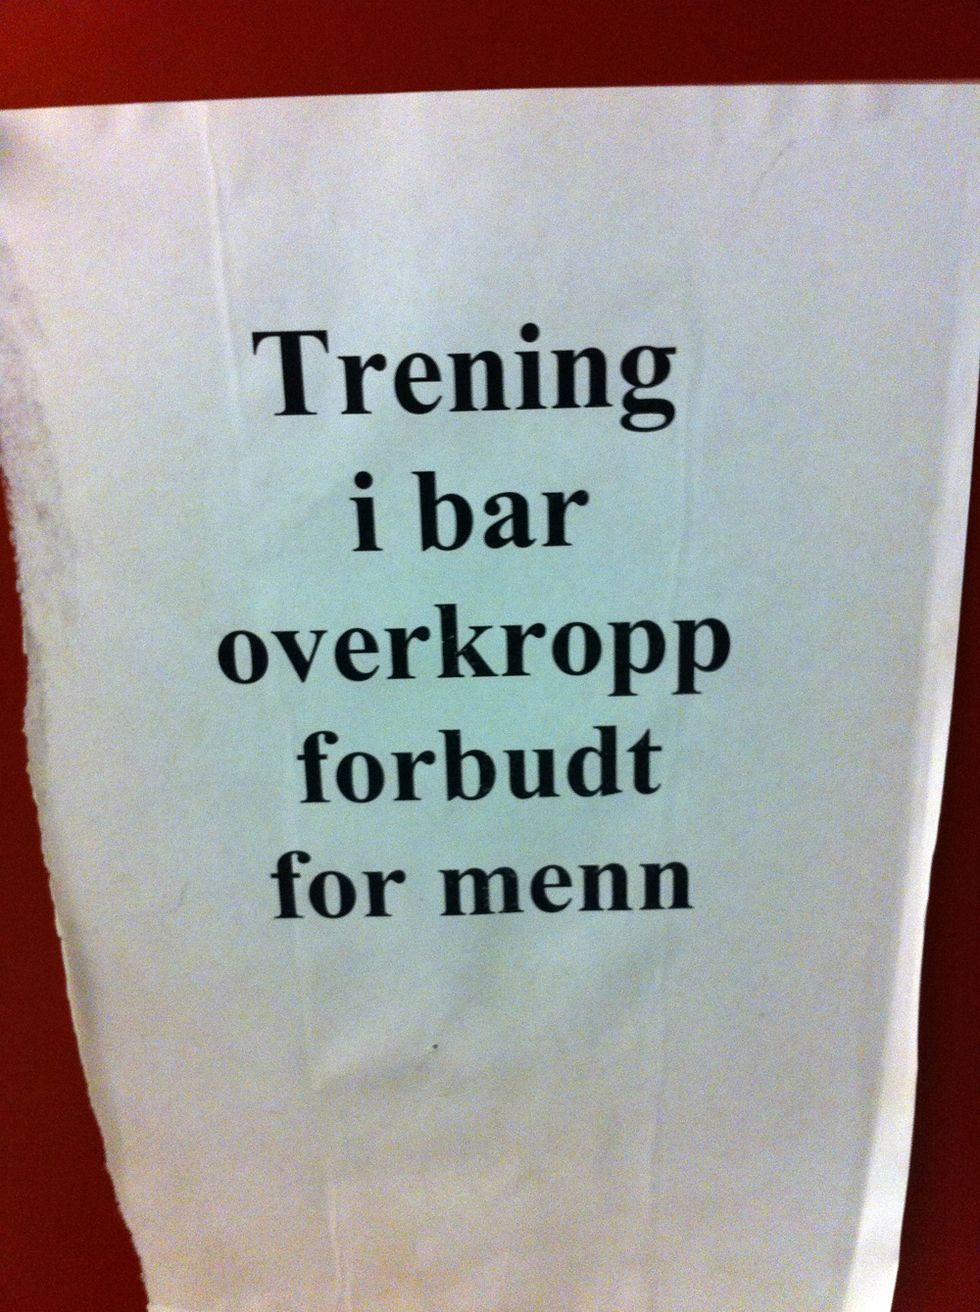 Trening
i bar
overkropp
forbudt
for menn